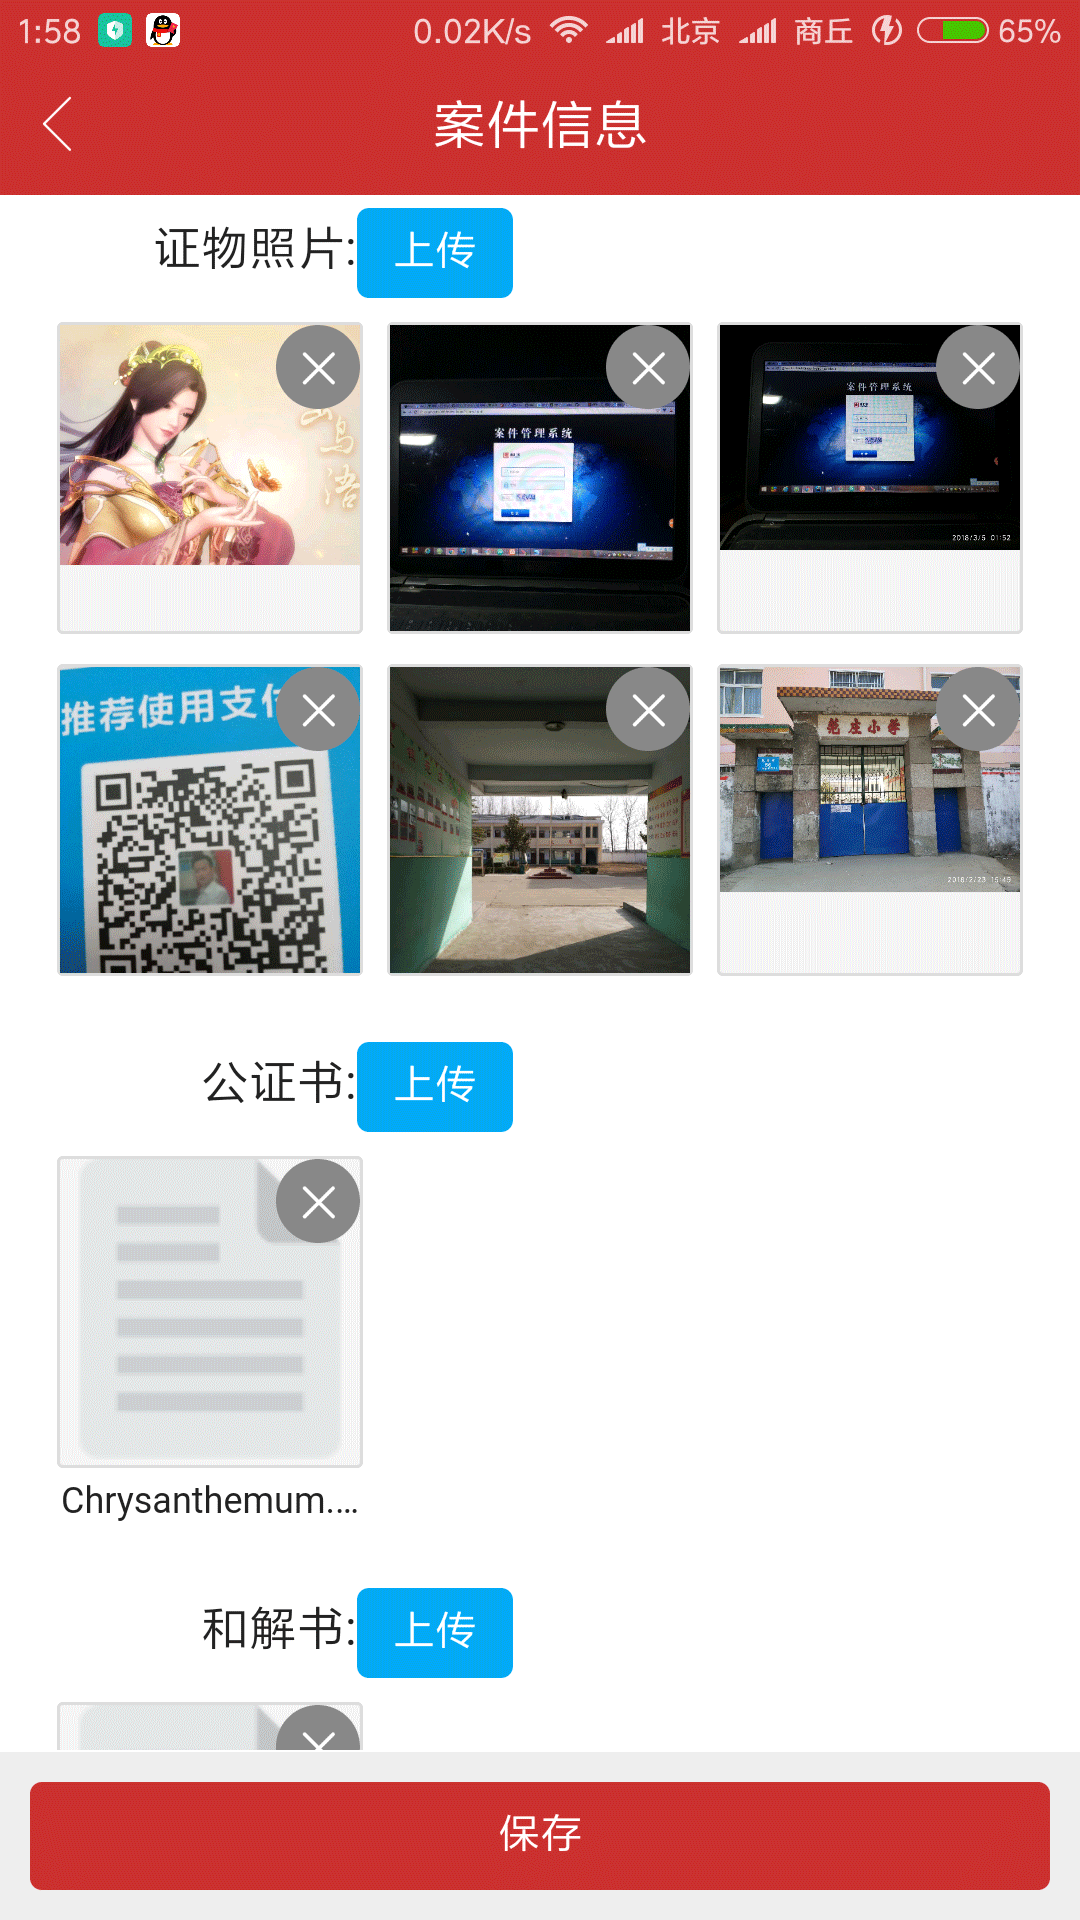 1:58 0.02K/s 北京 商丘 65%
案件信息
证物照片: 上传
案件管理系统
案件管理系统
2018/3/5 01:52
推荐使用支付
花庄小学
2018/2/23 15:45
公证书: 上传
Chrysanthemum....
和解书: 上传
保存